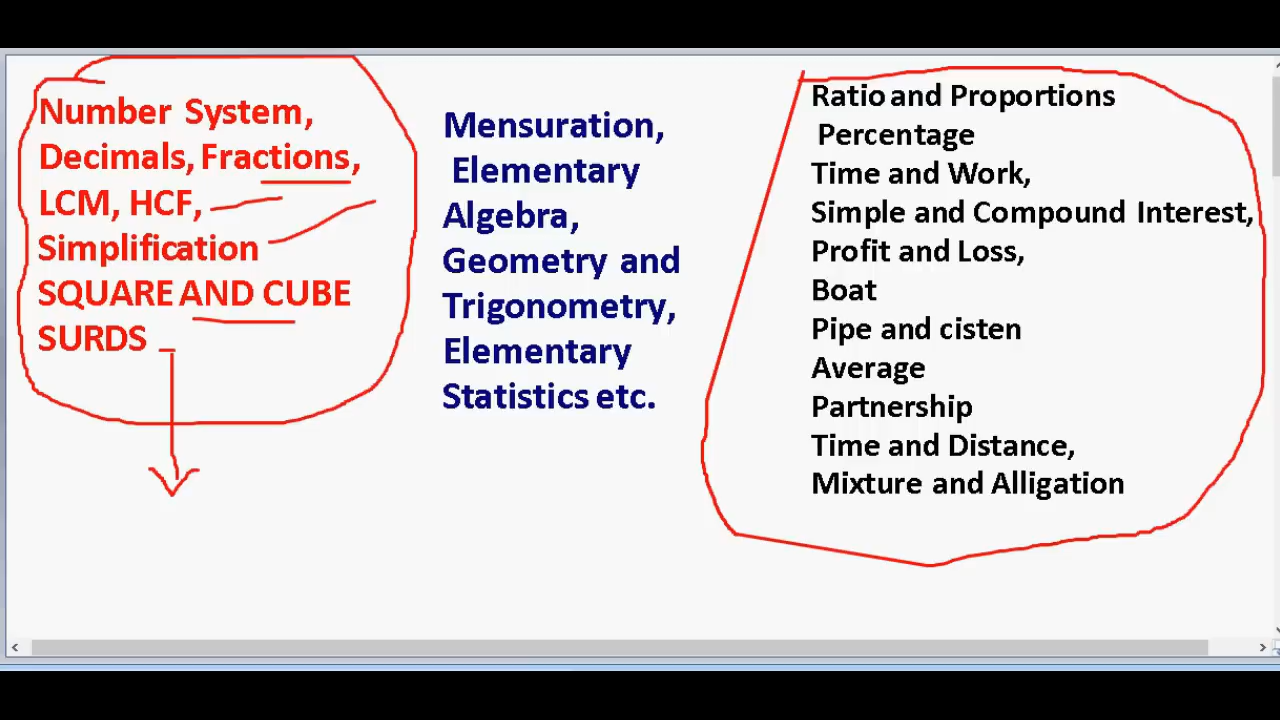 Number System,
Decimals, Fractions,
LCM, HCF,
Simplification
SQUARE AND CUBE
SURDS
Mensuration,
Elementary
Algebra,
Geometry and
Trigonometry,
Elementary
Statistics etc.
Ratio and Proportions
Percentage
Time and Work,
Simple and Compound Interest,
Profit and Loss,
Boat
Pipe and cisten
Average
Partnership
Time and Distance,
Mixture and Alligation